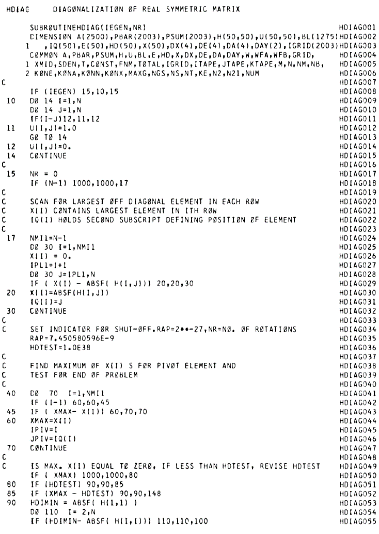 HDIAG     DIAGØNALIZATIØN ØF REAL SYMMETRIC MATRIX
      SUBRØUTINEHDIAG(IEGEN,NR)                                          HDIAG001
      DIMENSIØN A(2500),PBAR(2003),PSUM(2003),H(50,50),U(50,50),BL(1275) HDIAG002
     1 ,IQ(50),E(50),HD(50),X(50),DX(4),DE(4),DA(4),DAY(2),IGRID(2003)HDIAG003
      CØMMØN A,PBAR,PSUM,H,U,BL,E,HD,X,DX,DE,DA,DAY,W,WFA,WFB,GRID,      HDIAG004
     1 XMID,SDEN,T,CØNST,FNM,TØTAL,IGRID,ITAPE,JTAPE,KTAPE,M,N,NM,NB,    HDIAG005
     2 KØNE,KØNA,KØNN,KØNX,MAXG,NGS,NS,NT,KE,N2,N21,NUM                  HDIAG006
C                                                                        HDIAG007
      IF (IEGEN) 15,10,15                                                HDIAG008
 10   DØ 14 I=1,N                                                        HDIAG009
      DØ 14 J=1,N                                                        HDIAG010
      IF(I-J)12,11,12                                                    HDIAG011
 11   U(I,J)=1.0                                                         HDIAG012
      GØ TØ 14                                                           HDIAG013
 12   U(I,J)=0.                                                          HDIAG014
 14   CØNTINUE                                                           HDIAG015
C                                                                        HDIAG016
 15   NR = 0                                                             HDIAG017
      IF (N-1) 1000,1000,17                                              HDIAG018
C                                                                        HDIAG019
C     SCAN FØR LARGEST ØFF DIAGØNAL ELEMENT IN EACH RØW                  HDIAG020
C     X(I) CØNTAINS LARGEST ELEMENT IN ITH RØW                           HDIAG021
C     IQ(I) HØLDS SECØND SUBSCRIPT DEFINING PØSITIØN ØF ELEMENT          HDIAG022
C                                                                        HDIAG023
 17   NMI1=N-1                                                           HDIAG024
      DØ 30 I=1,NMI1                                                     HDIAG025
      X(I) = 0.                                                          HDIAG026
      IPL1=I+1                                                           HDIAG027
      DØ 30 J=IPL1,N                                                     HDIAG028
      IF ( X(I) - ABSF( H(I,J))) 20,20,30                                HDIAG029
 20   X(I)=ABSF(H(I,J))                                                  HDIAG030
      IQ(I)=J                                                            HDIAG031
 30   CØNTINUE                                                           HDIAG032
C                                                                        HDIAG033
C     SET INDICATØR FØR SHUT-ØFF.RAP=2**-27,NR=NØ. ØF RØTATIØNS          HDIAG034
      RAP=7.450580596E-9                                                 HDIAG035
      HDTEST=1.0E38                                                      HDIAG036
C                                                                        HDIAG037
C     FIND MAXIMUM ØF X(I) S FØR PIVØT ELEMENT AND                       HDIAG038
C     TEST FØR END ØF PRØBLEM                                            HDIAG039
C                                                                        HDIAG040
 40   DØ  70  I=1,NMI1                                                   HDIAG041
      IF (I-1) 60,60,45                                                  HDIAG042
 45   IF ( XMAX- X(I)) 60,70,70                                          HDIAG043
 60   XMAX=X(I)                                                          HDIAG044
      IPIV=I                                                             HDIAG045
      JPIV=IQ(I)                                                         HDIAG046
 70   CØNTINUE                                                           HDIAG047
C                                                                        HDIAG048
C     IS MAX. X(I) EQUAL TØ ZERØ, IF LESS THAN HDTEST, REVISE HDTEST     HDIAG049
      IF ( XMAX) 1000,1000,80                                            HDIAG050
 80   IF (HDTEST) 90,90,85                                               HDIAG051
 85   IF (XMAX - HDTEST) 90,90,148                                       HDIAG052
 90   HDIMIN = ABSF( H(1,1) )                                            HDIAG053
      DØ 110  I= 2,N                                                     HDIAG054
      IF (HDIMIN- ABSF( H(I,I))) 110,110,100                             HDIAG055